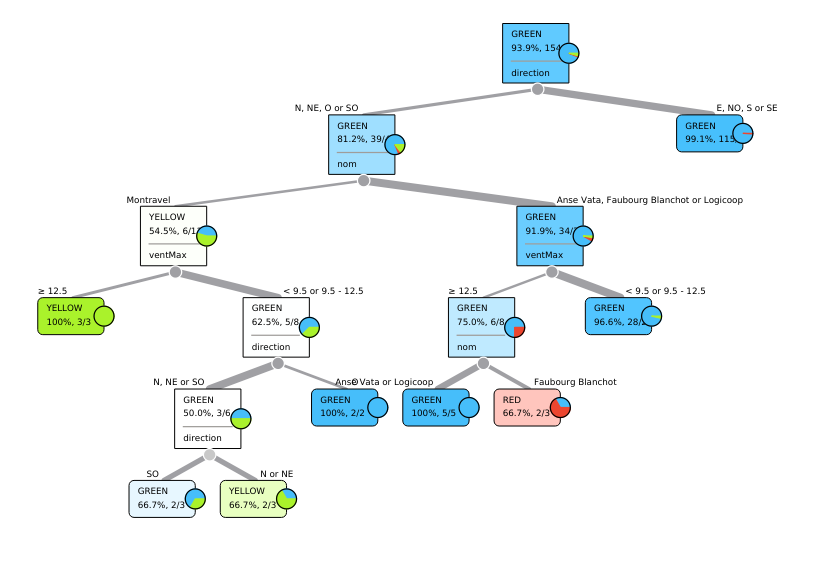 GREEN
93.9%, 154
direction
N, NE, O or SO
E, NO, S or SE
GREEN
81.2%, 39/
nom
GREEN
99.1%, 115
Montravel
Anse Vata, Faubourg Blanchot or Logicoop
YELLOW
54.5%, 6/1
ventMax
GREEN
91.9%, 34/
ventMax
≥ 12.5
< 9.5 or 9.5 - 12.5
≥ 12.5
< 9.5 or 9.5 - 12.5
YELLOW
100%, 3/3
GREEN
62.5%, 5/8
direction
GREEN
75.0%, 6/8
nom
GREEN
96.6%, 28/
N, NE or SO
O
Anse Vata or Logicoop
Faubourg Blanchot
GREEN
50.0%, 3/6
direction
GREEN
100%, 2/2
GREEN
100%, 5/5
RED
66.7%, 2/3
SO
N or NE
GREEN
66.7%, 2/3
YELLOW
66.7%, 2/3